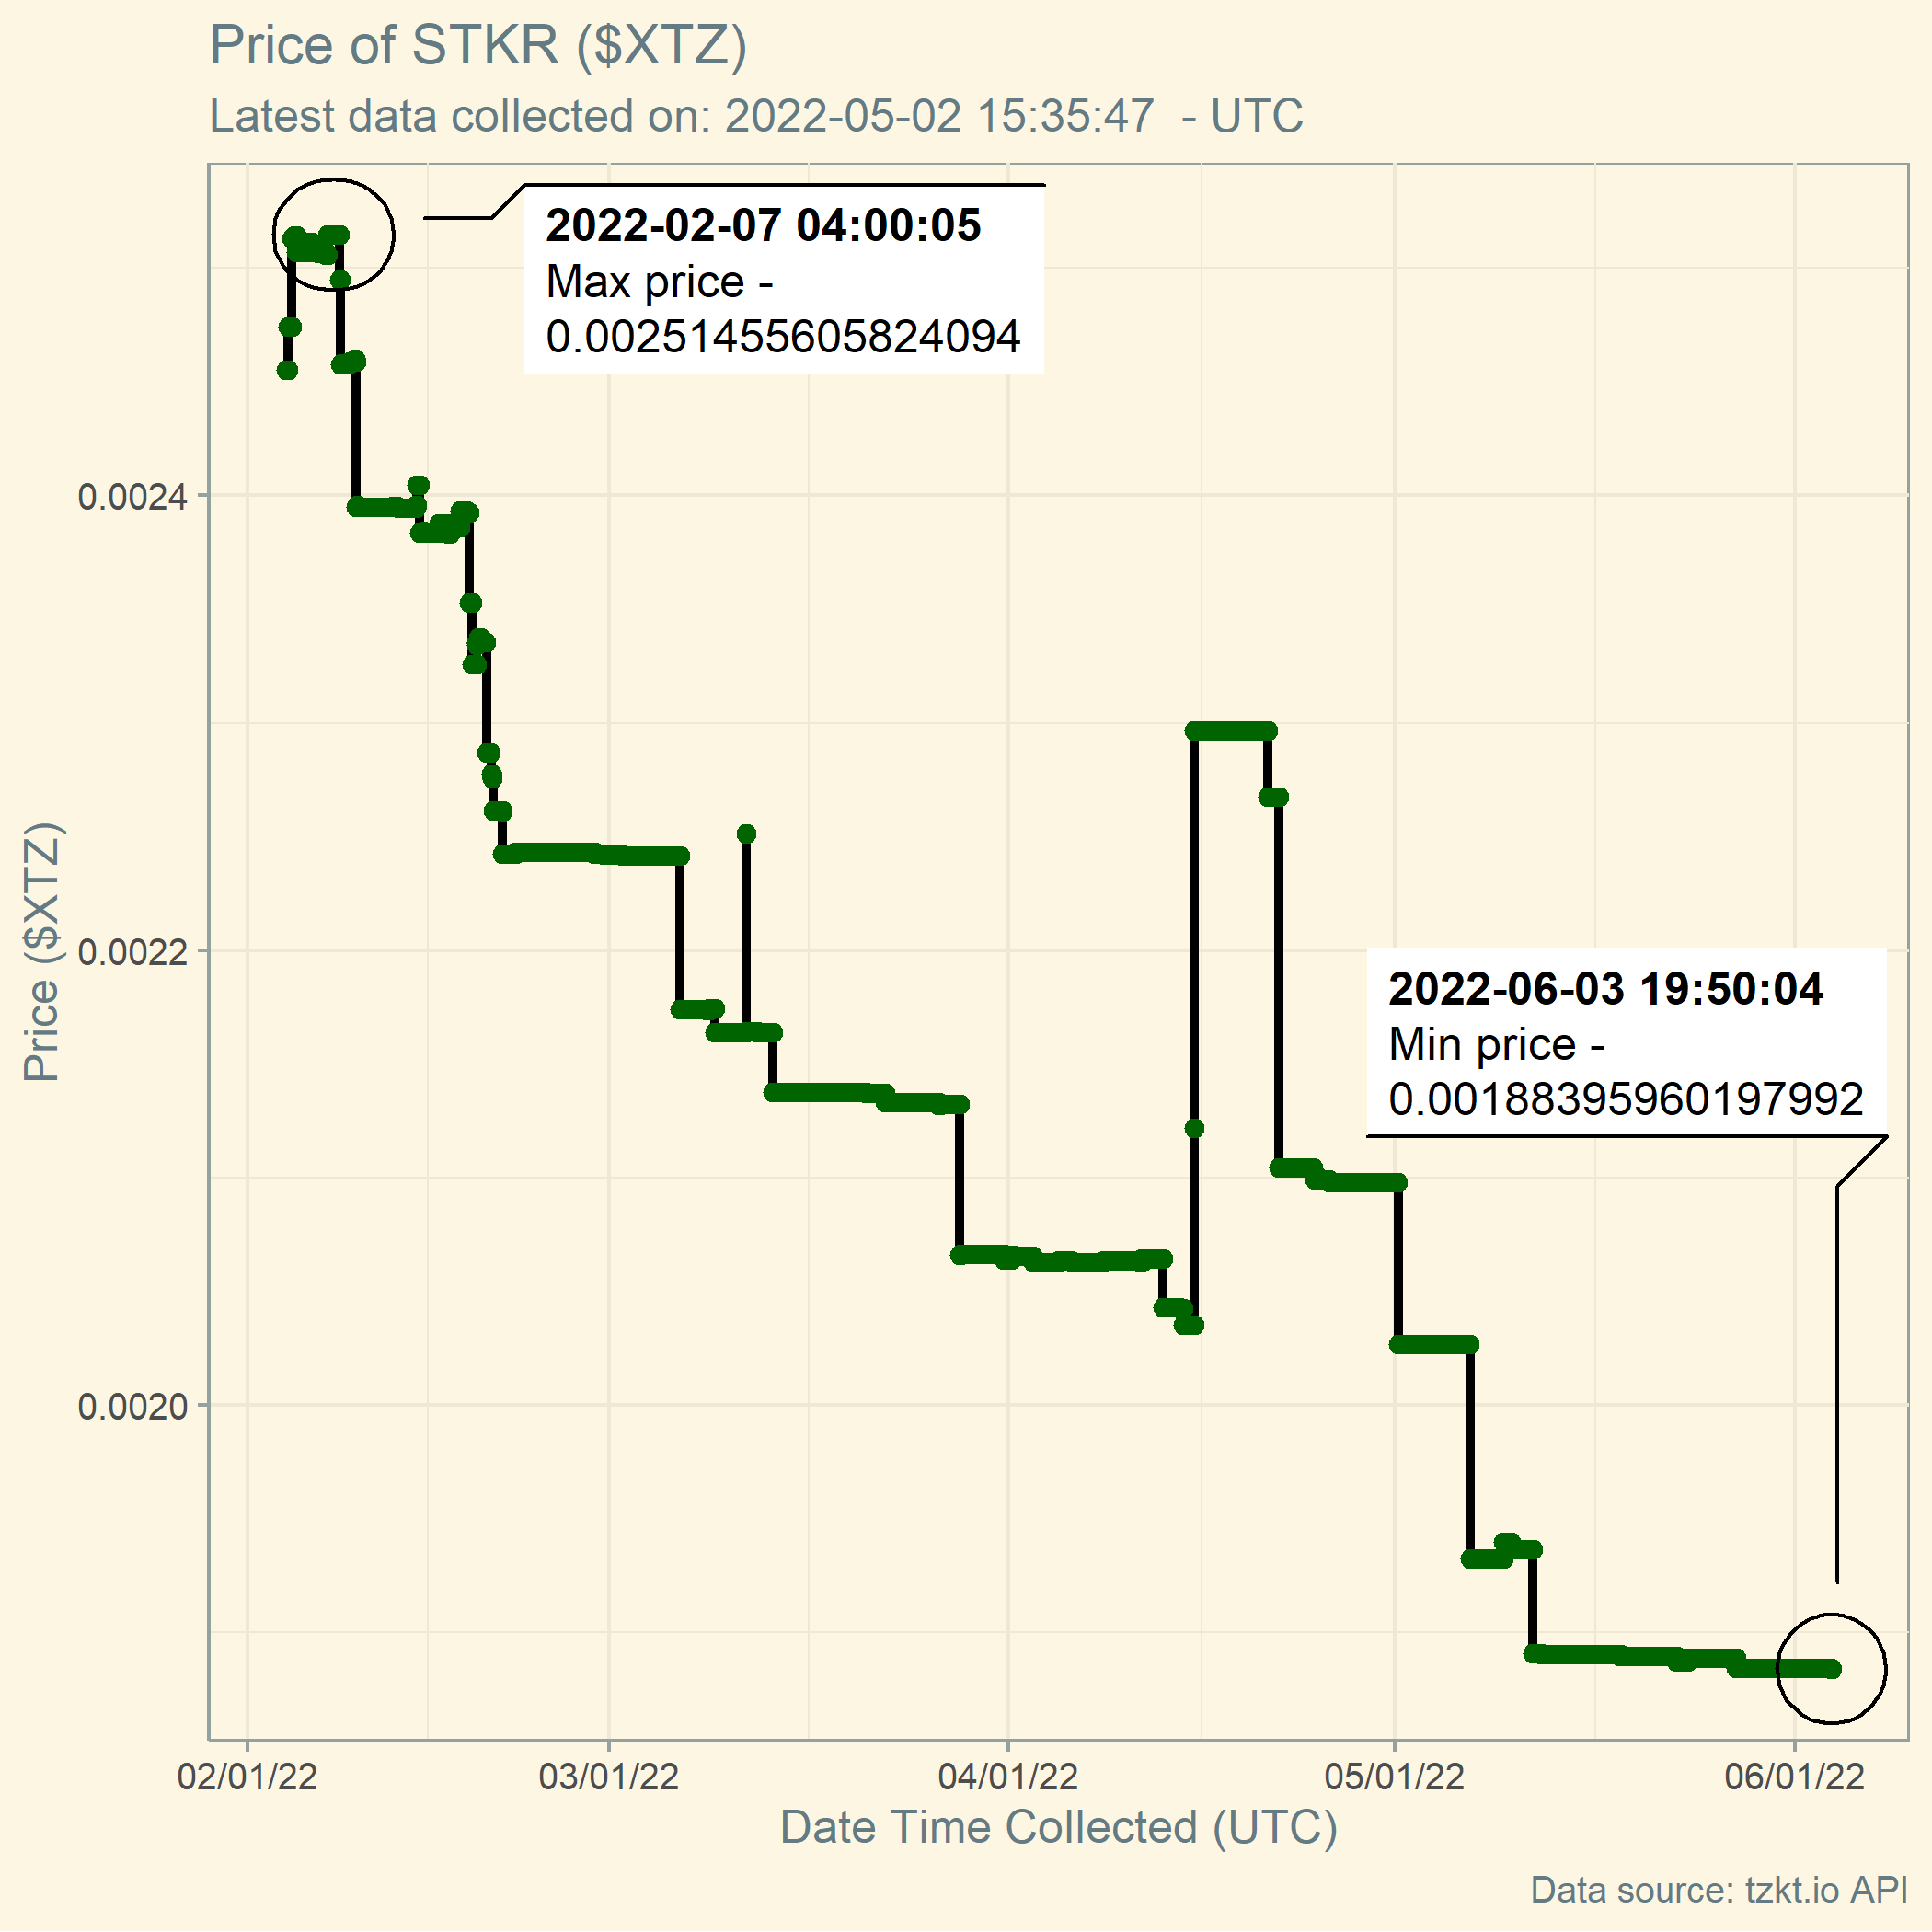 Price of STKR ($XTZ)
Latest data collected on: 2022-05-02 15:35:47  - UTC
2022-02-07 04:00:05
Max price -
0.00251455605824094
0.0024
0.0022
0.0020
Price ($XTZ)
2022-06-03 19:50:04
Min price -
0.00188395960197992
02/01/22 03/01/22 04/01/22 05/01/22 06/01/22
Date Time Collected (UTC)
Data source: tzkt.io API